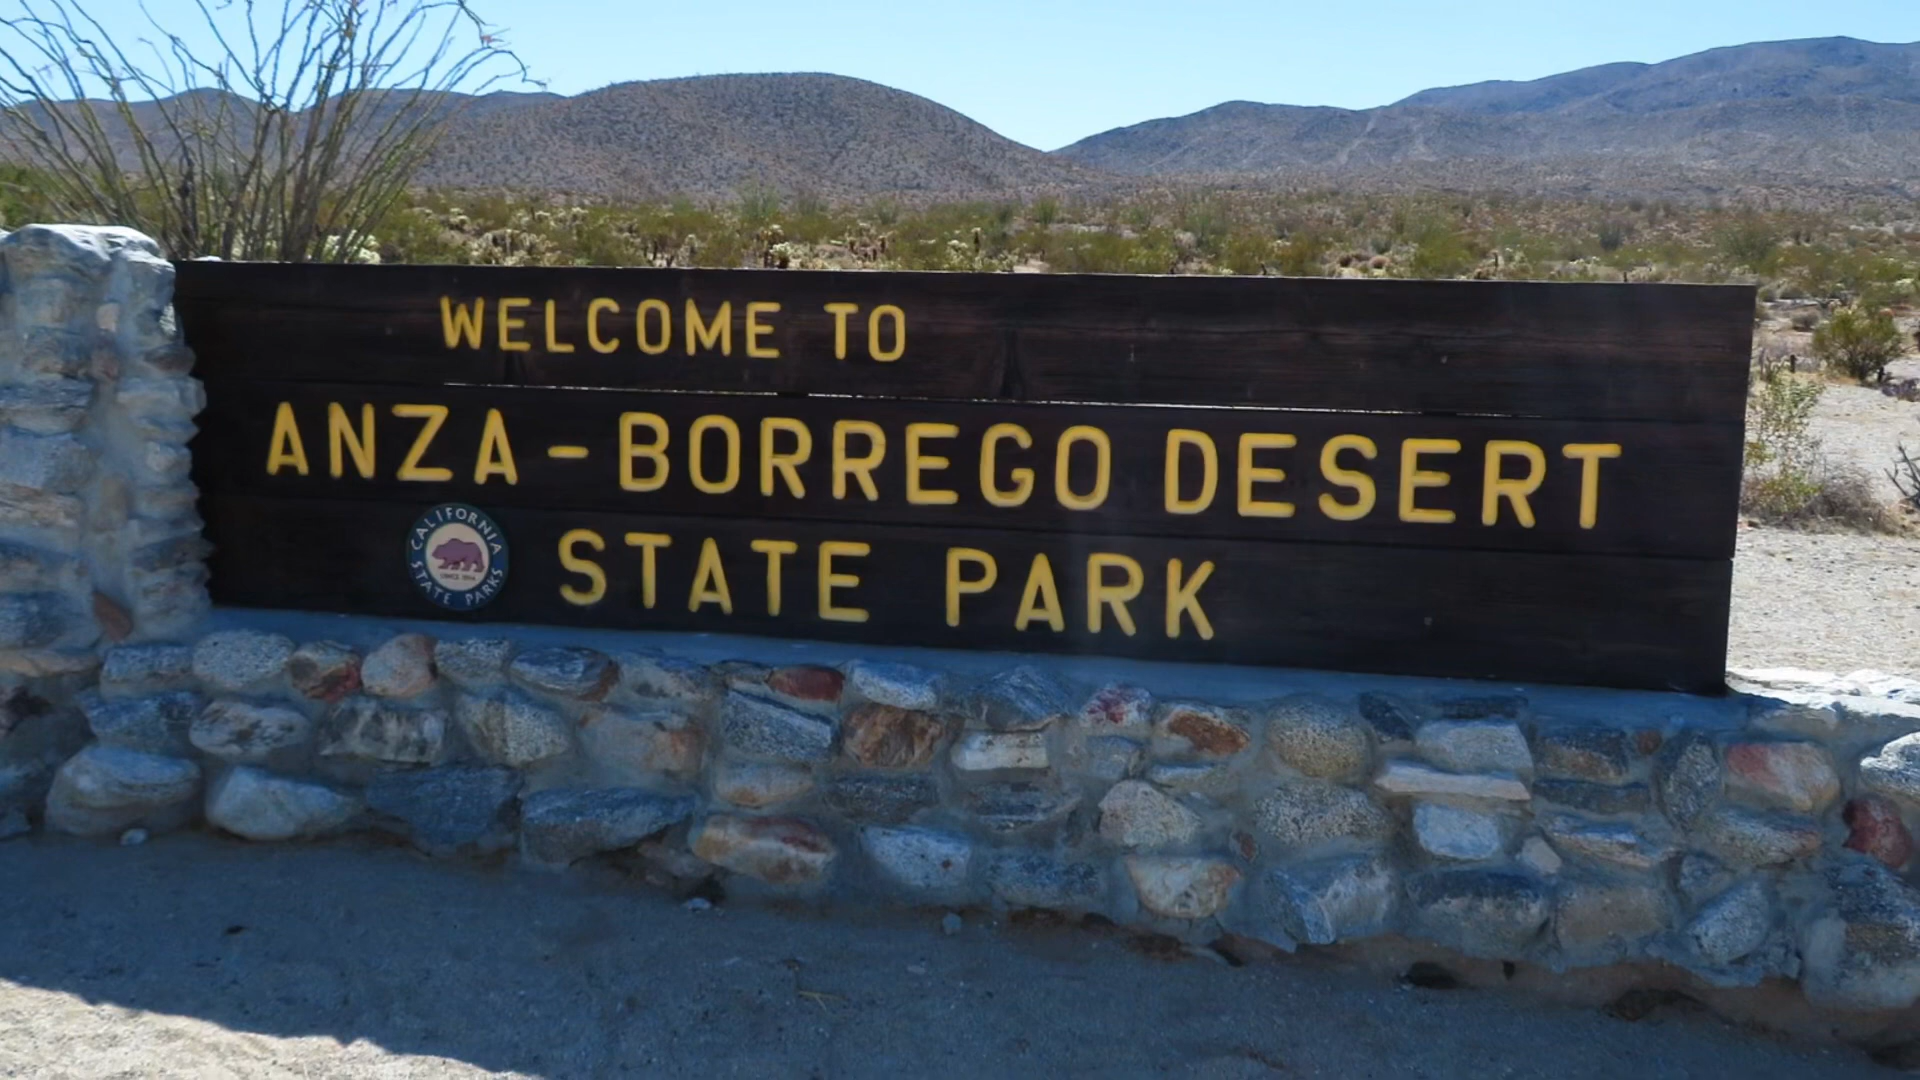 WELCOME TO
ANZA-BORREGO DESERT
STATE PARK
CALIFORNIA
SINCE 1864
STATE PARKS